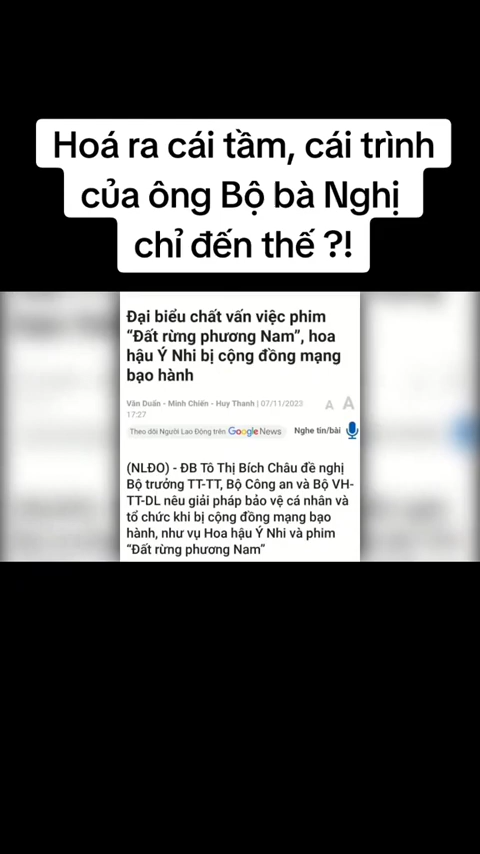 Hoá ra cái tầm, cái trình
của ông Bộ bà Nghị
chỉ đến thế ?!
Đại biểu chất vấn việc phim
“Đất rừng phương Nam”, hoa
hậu Ý Nhi bị cộng đồng mạng
bạo hành
Văn Duẩn - Minh Chiến - Huy Thanh | 07/11/2023
17:27
A A
Theo dõi Người Lao Động trên Google News
Nghe tin/bài
(NLĐO) - ĐB Tô Thị Bích Châu đề nghị
Bộ trưởng TT-TT, Bộ Công an và Bộ VH-
TT-DL nêu giải pháp bảo vệ cá nhân và
tổ chức khi bị cộng đồng mạng bạo
hành, như vụ Hoa hậu Ý Nhi và phim
“Đất rừng phương Nam”